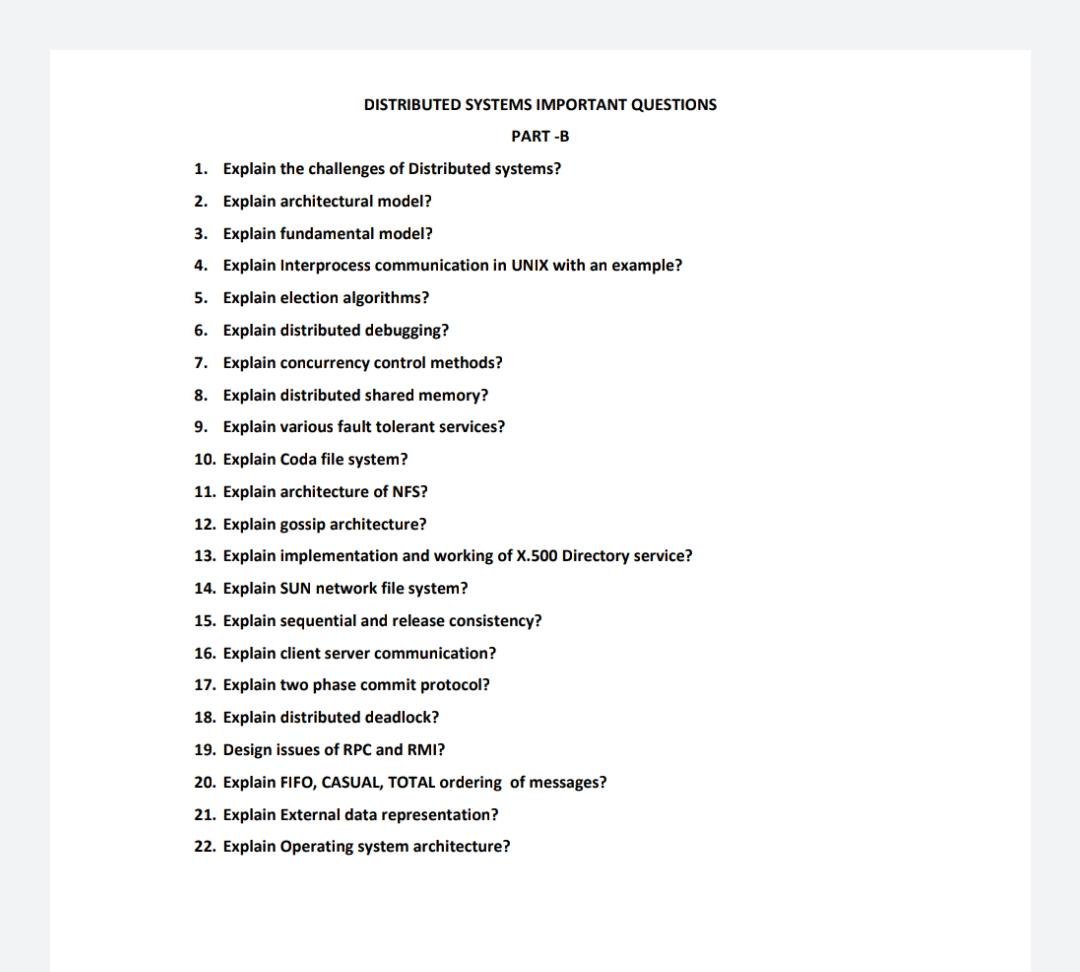 DISTRIBUTED SYSTEMS IMPORTANT QUESTIONS
PART -B
1. Explain the challenges of Distributed systems?
2. Explain architectural model?
3. Explain fundamental model?
4. Explain Interprocess communication in UNIX with an example?
5. Explain election algorithms?
6. Explain distributed debugging?
7. Explain concurrency control methods?
8. Explain distributed shared memory?
9. Explain various fault tolerant services?
10. Explain Coda file system?
11. Explain architecture of NFS?
12. Explain gossip architecture?
13. Explain implementation and working of X.500 Directory service?
14. Explain SUN network file system?
15. Explain sequential and release consistency?
16. Explain client server communication?
17. Explain two phase commit protocol?
18. Explain distributed deadlock?
19. Design issues of RPC and RMI?
20. Explain FIFO, CASUAL, TOTAL ordering of messages?
21. Explain External data representation?
22. Explain Operating system architecture?